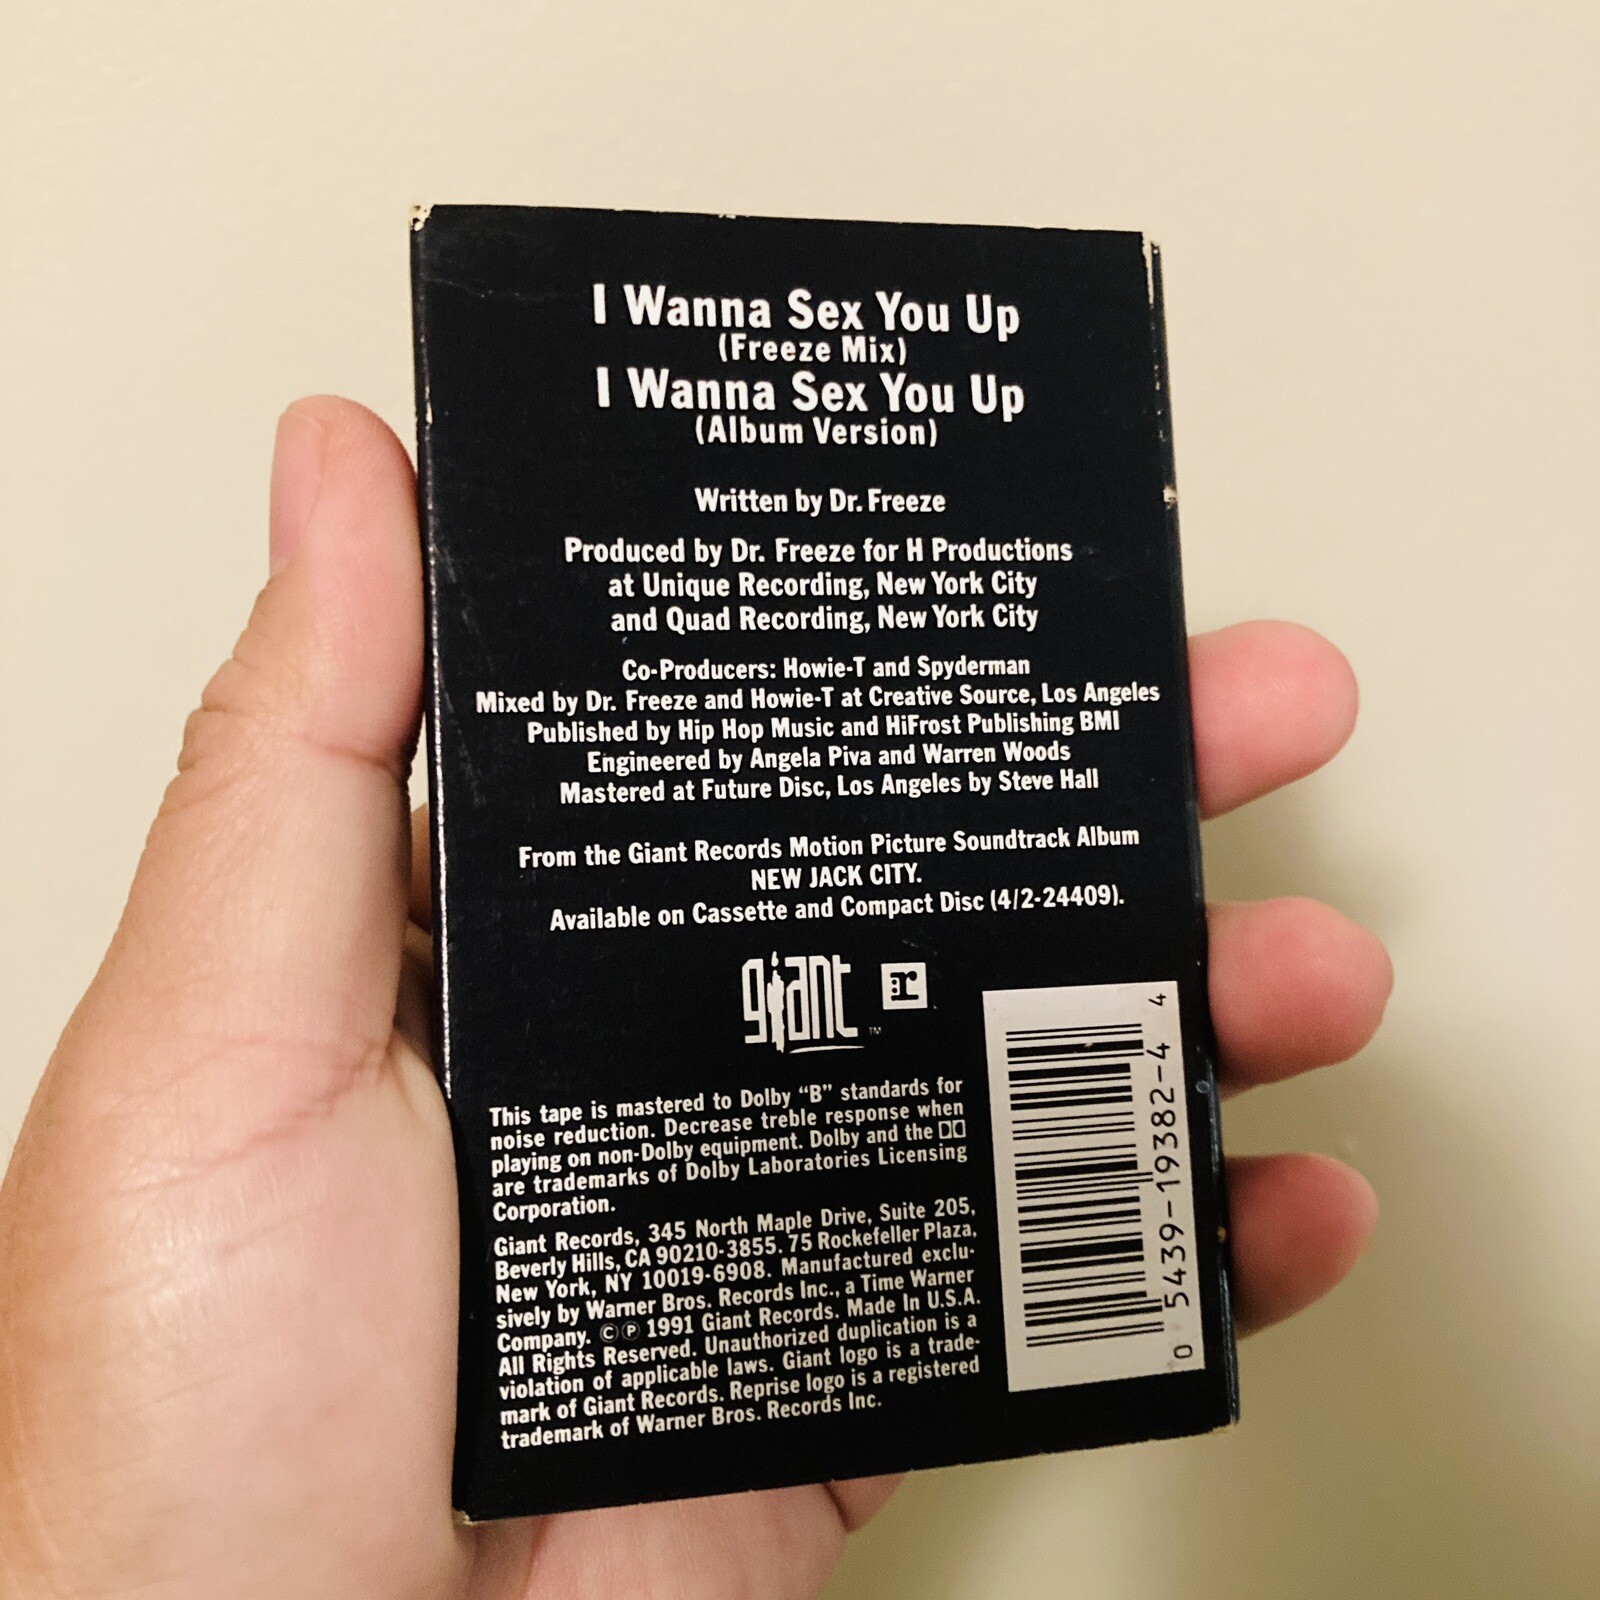 I Wanna Sex You Up
(Freeze Mix)
I Wanna Sex You Up
(Album Version)
Written by Dr. Freeze
Produced by Dr. Freeze for H Productions
at Unique Recording, New York City
and Quad Recording, New York City
Co-Producers: Howie-T and Spyderman
Mixed by Dr. Freeze and Howie-T at Creative Source, Los Angeles
Published by Hip Hop Music and HiFrost Publishing BMI
Engineered by Angela Piva and Warren Woods
Mastered at Future Disc, Los Angeles by Steve Hall
From the Giant Records Motion Picture Soundtrack Album
NEW JACK CITY.
Available on Cassette and Compact Disc (4/2-24409).
giant ™ r
This tape is mastered to Dolby “B” standards for
noise reduction. Decrease treble response when
playing on non-Dolby equipment. Dolby and the
are trademarks of Dolby Laboratories Licensing
Corporation.
Giant Records, 345 North Maple Drive, Suite 205,
Beverly Hills, CA 90210-3855. 75 Rockefeller Plaza,
New York, NY 10019-6908. Manufactured exclu-
sively by Warner Bros. Records Inc., a Time Warner
Company. © ℗ 1991 Giant Records. Made In U.S.A.
All Rights Reserved. Unauthorized duplication is a
violation of applicable laws. Giant logo is a trade-
mark of Giant Records. Reprise logo is a registered
trademark of Warner Bros. Records Inc.
0 5439-19382-4 4